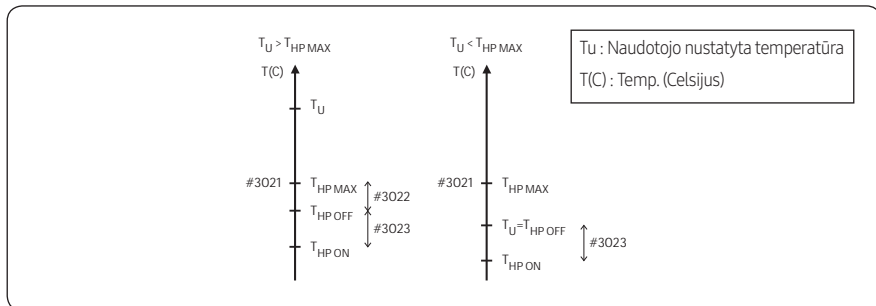 T_U > T_HP MAX
T(C)
T_U
#3021
T_HP MAX
#3022
T_HP OFF
#3023
T_HP ON
T_U < T_HP MAX
T(C)
#3021
T_HP MAX
T_U=T_HP OFF
#3023
T_HP ON
Tu : Naudotojo nustatyta temperatūra
T(C) : Temp. (Celsijus)